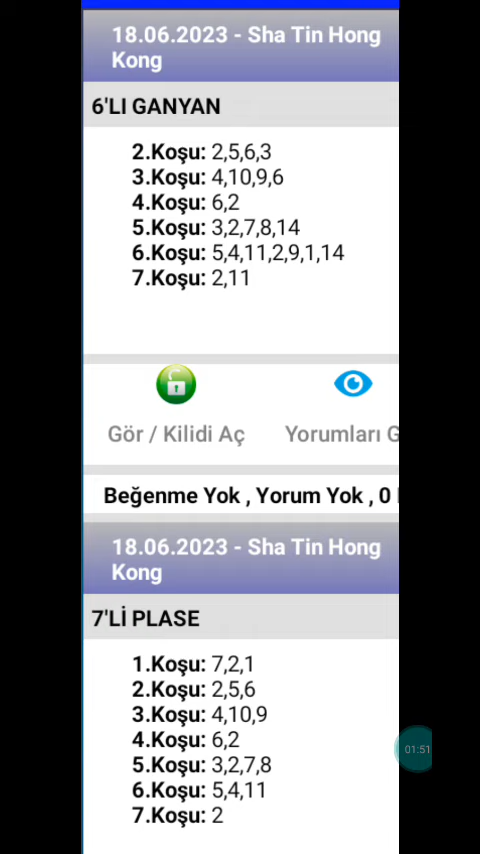 18.06.2023 - Sha Tin Hong
Kong
6'LI GANYAN
2.Koşu: 2,5,6,3
3.Koşu: 4,10,9,6
4.Koşu: 6,2
5.Koşu: 3,2,7,8,14
6.Koşu: 5,4,11,2,9,1,14
7.Koşu: 2,11
Gör / Kilidi Aç
Yorumları G
Beğenme Yok , Yorum Yok , 0
18.06.2023 - Sha Tin Hong
Kong
7'Lİ PLASE
1.Koşu: 7,2,1
2.Koşu: 2,5,6
3.Koşu: 4,10,9
4.Koşu: 6,2
01:51
5.Koşu: 3,2,7,8
6.Koşu: 5,4,11
7.Koşu: 2